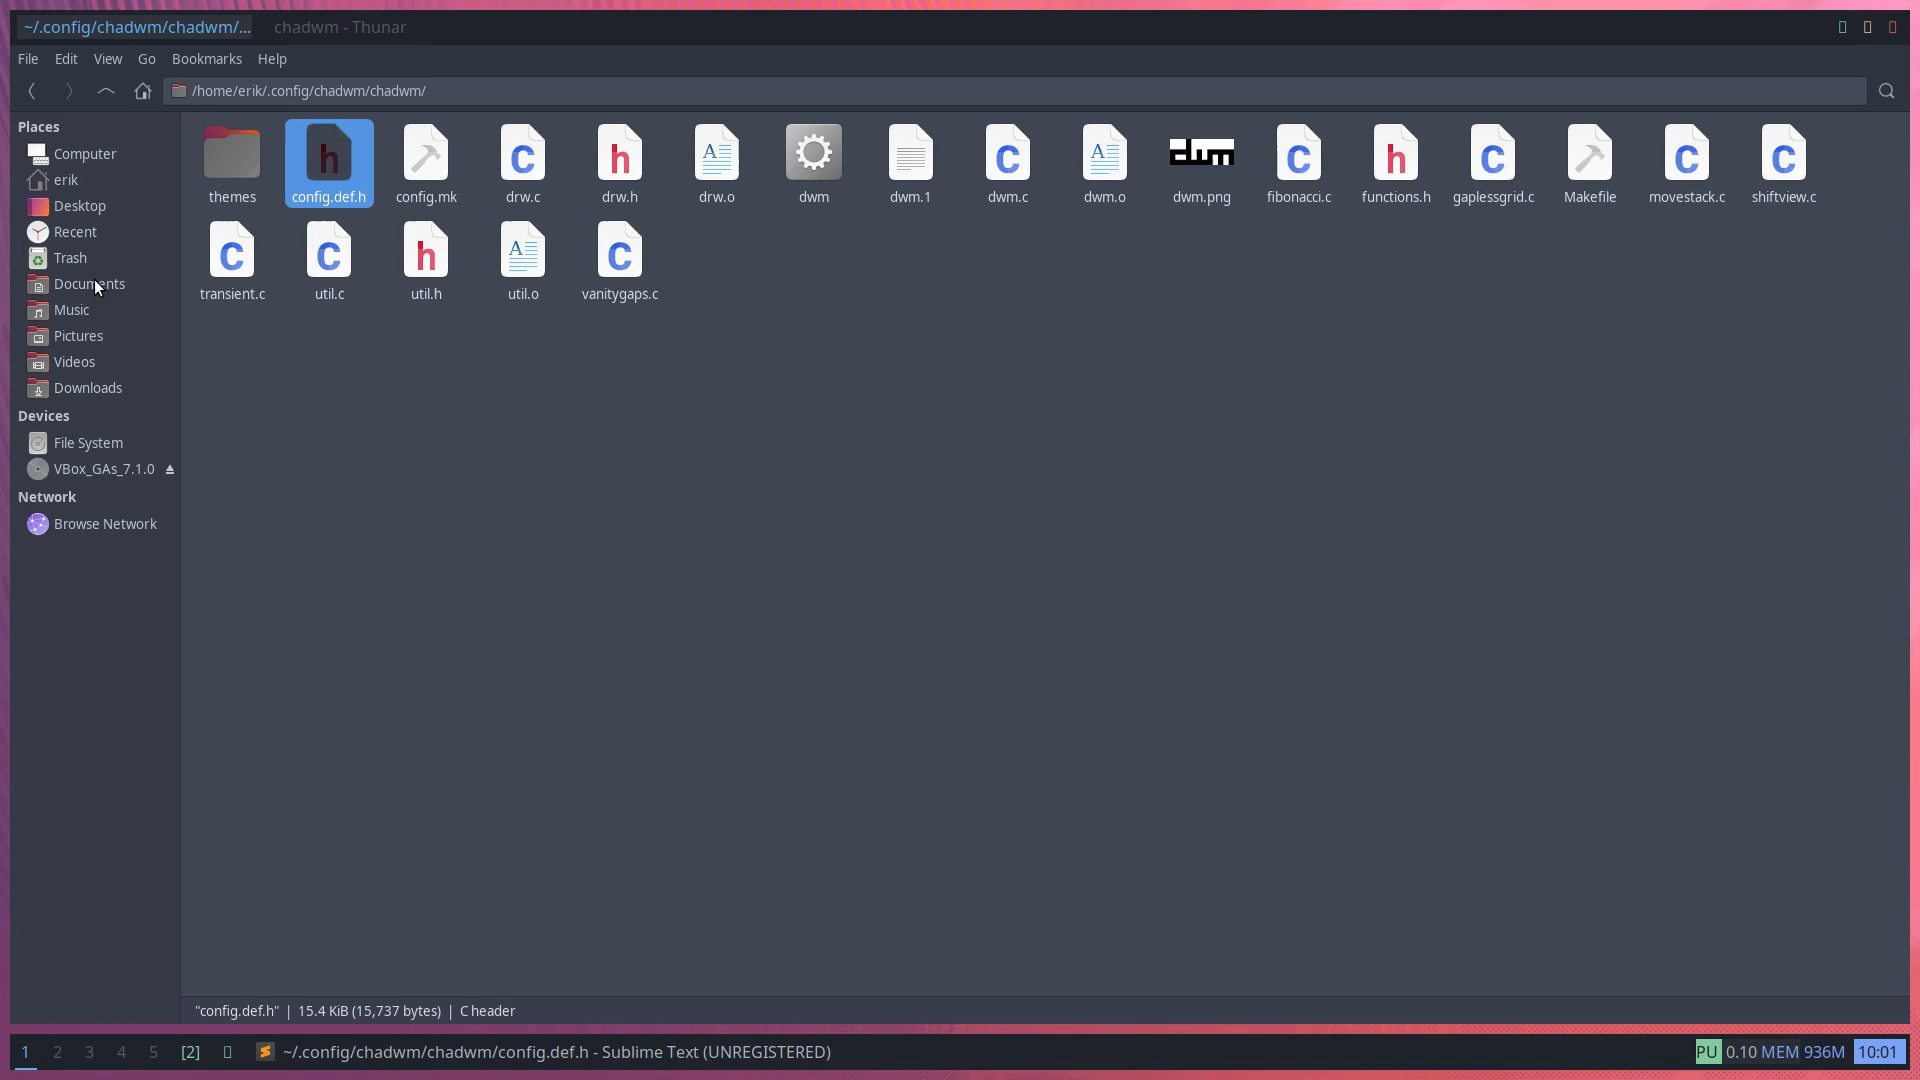 ~/.config/chadwm/chadwm/... chadwm - Thunar
File Edit View Go Bookmarks Help
/home/erik/.config/chadwm/chadwm/
Places
Computer
erik
Desktop
Recent
Trash
Documents
Music
Pictures
Videos
Downloads
Devices
File System
VBox_GAs_7.1.0
Network
Browse Network
themes config.def.h config.mk drw.c drw.h drw.o dwm dwm.1 dwm.c dwm.o dwm.png fibonacci.c functions.h gaplessgrid.c Makefile movestack.c shiftview.c
transient.c util.c util.h util.o vanitygaps.c
"config.def.h" | 15.4 KiB (15,737 bytes) | C header
1 2 3 4 5 [2] ~/.config/chadwm/chadwm/config.def.h - Sublime Text (UNREGISTERED) PU 0.10 MEM 936M 10:01